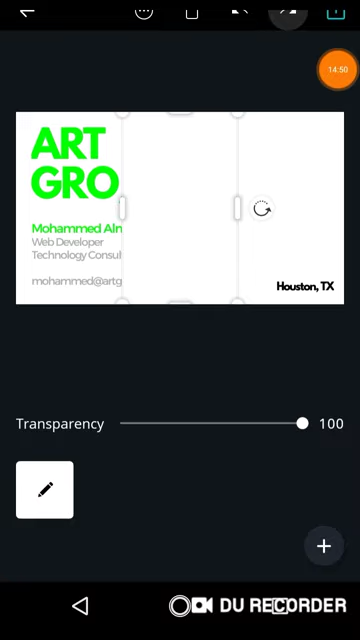 14:50
ART
GRO
Mohammed Aln
Web Developer
Technology Consul
mohammed@artg
Houston, TX
Transparency 100
DU RECORDER